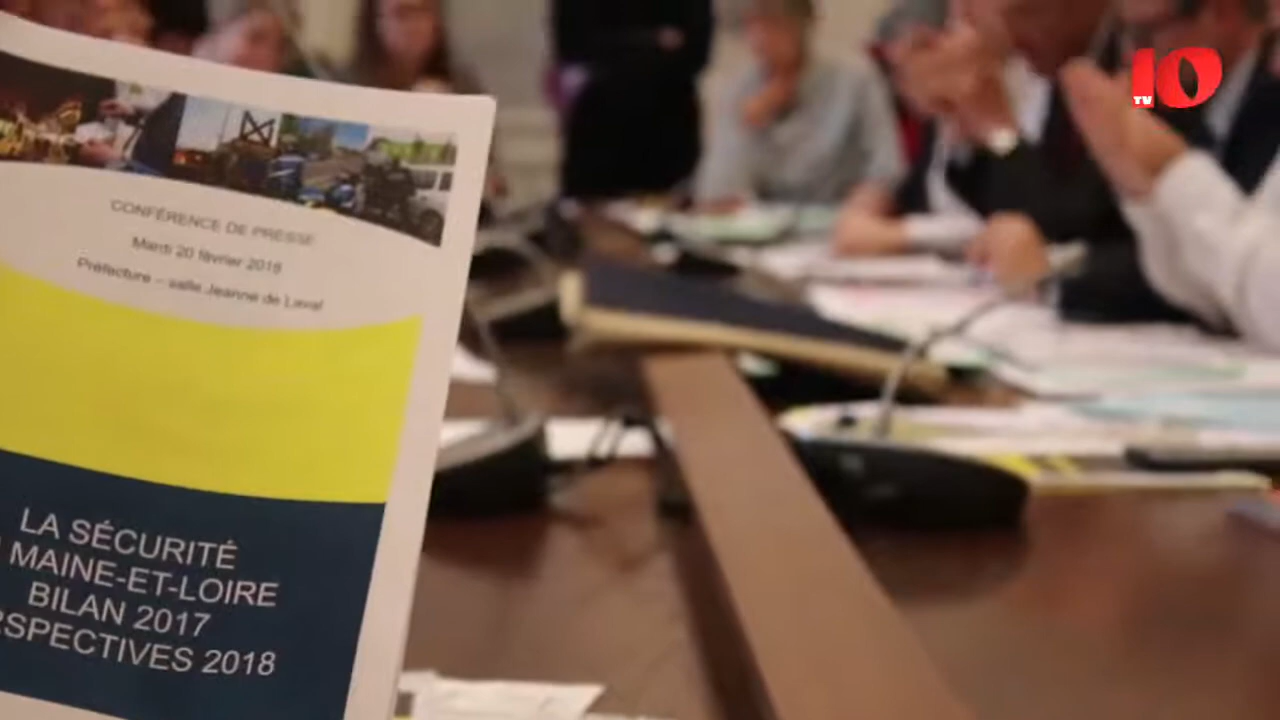 TV
10
CONFÉRENCE DE PRESSE
Mardi 20 février 2018
Préfecture – salle Jeanne de Laval
LA SÉCURITÉ
MAINE-ET-LOIRE
BILAN 2017
RSPECTIVES 2018